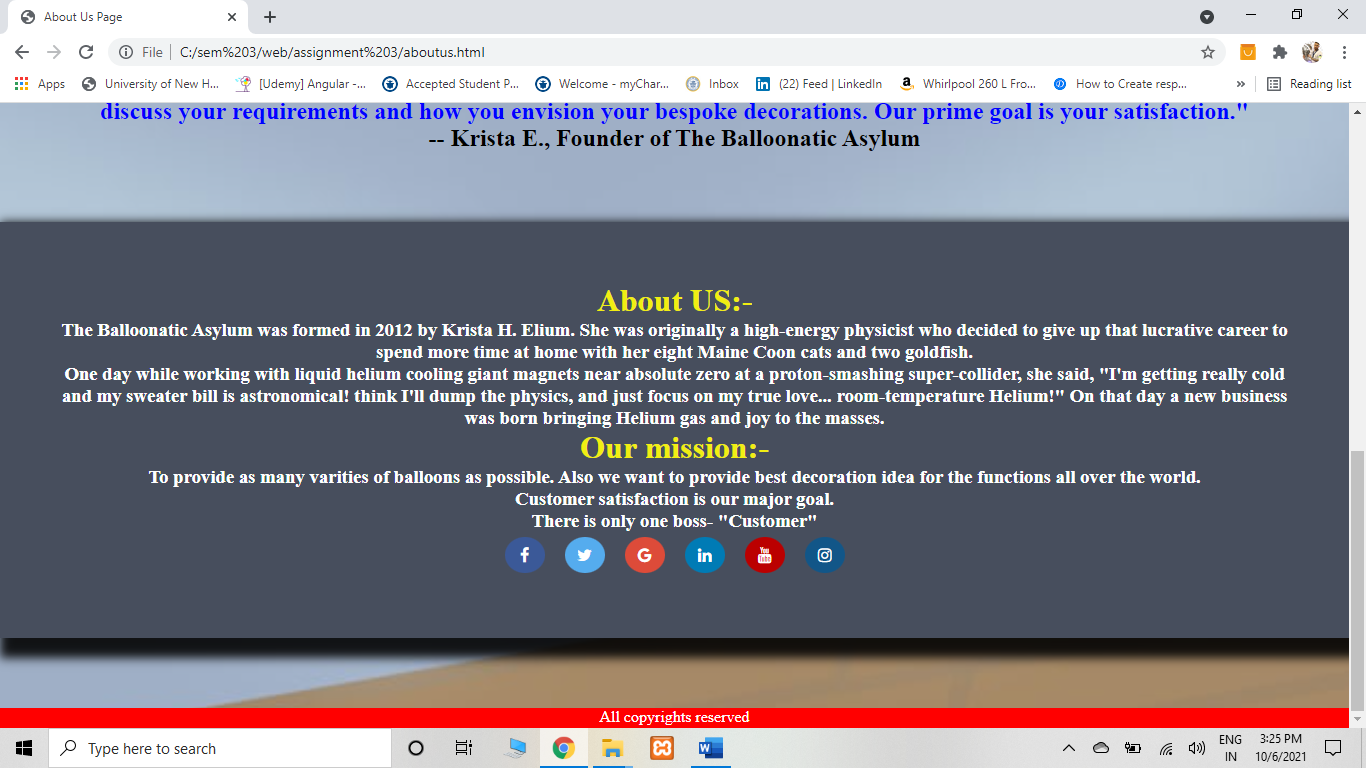 About Us Page
File
C:/sem%203/web/assignment%203/aboutus.html
Apps
University of New H...
[Udemy] Angular -...
Accepted Student P...
Welcome - myChar...
Inbox
(22) Feed | LinkedIn
Whirlpool 260 L Fro...
How to Create resp...
»
Reading list
discuss your requirements and how you envision your bespoke decorations. Our prime goal is your satisfaction."
-- Krista E., Founder of The Balloonatic Asylum
About US:-
The Balloonatic Asylum was formed in 2012 by Krista H. Elium. She was originally a high-energy physicist who decided to give up that lucrative career to
spend more time at home with her eight Maine Coon cats and two goldfish.
One day while working with liquid helium cooling giant magnets near absolute zero at a proton-smashing super-collider, she said, "I'm getting really cold
and my sweater bill is astronomical! think I'll dump the physics, and just focus on my true love... room-temperature Helium!" On that day a new business
was born bringing Helium gas and joy to the masses.
Our mission:-
To provide as many varities of balloons as possible. Also we want to provide best decoration idea for the functions all over the world.
Customer satisfaction is our major goal.
There is only one boss- "Customer"
All copyrights reserved
Type here to search
ENG
IN
3:25 PM
10/6/2021